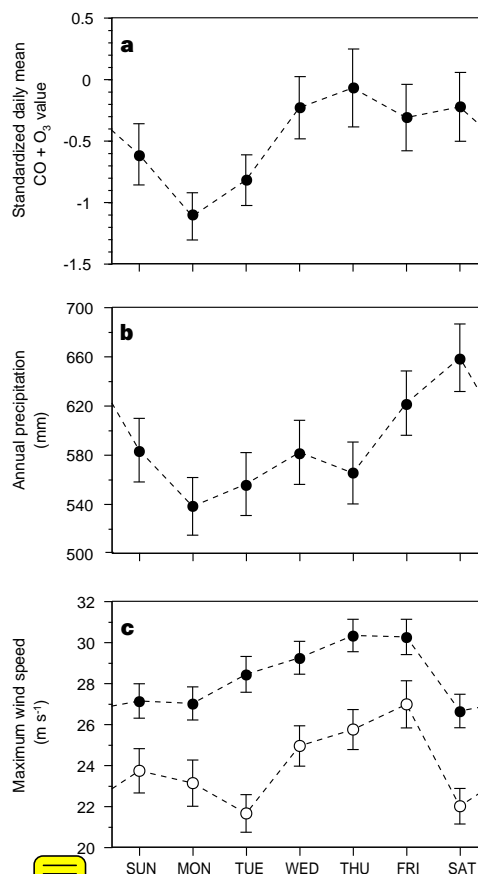 0.5
a
0
-0.5
-1
-1.5
Standardized daily mean
CO + O3 value
700
b
660
620
580
540
500
Annual precipitation
(mm)
32
c
30
28
26
24
22
20
Maximum wind speed
(m s-1)
SUN MON TUE WED THU FRI SAT